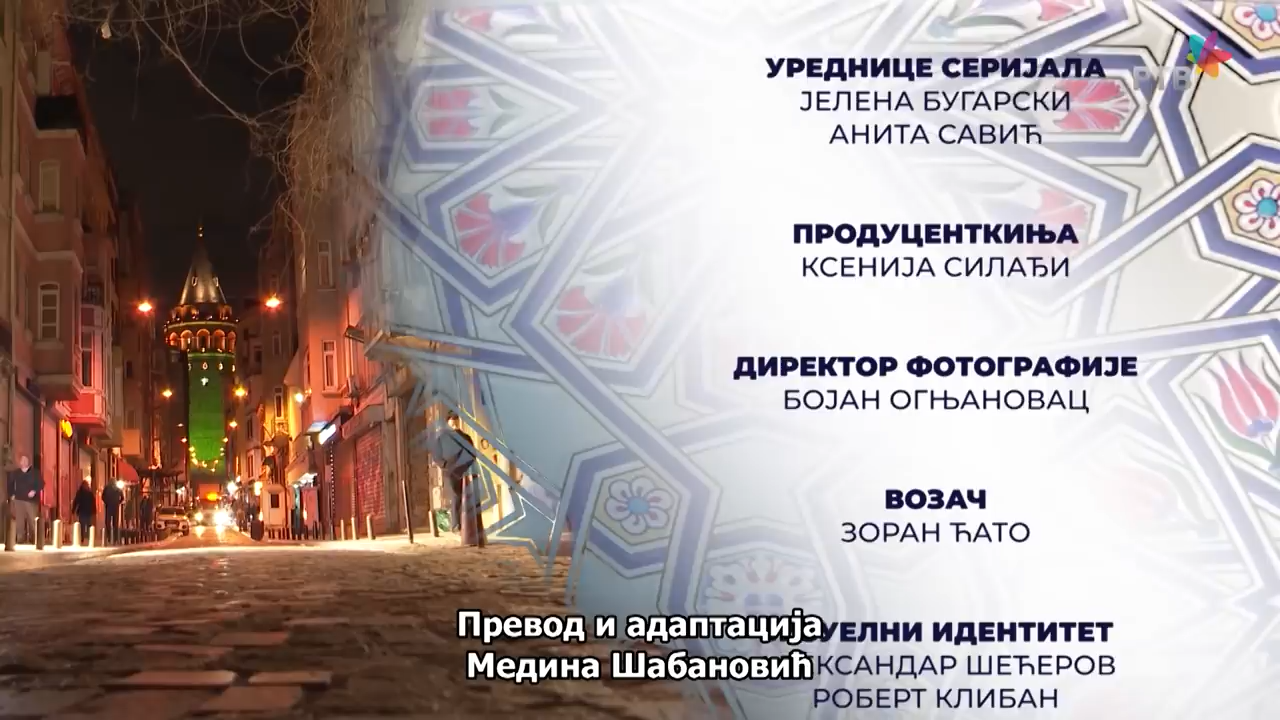 УРЕДНИЦЕ СЕРИЈАЛА
ЈЕЛЕНА БУГАРСКИ
АНИТА САВИЋ
РТВ
ПРОДУЦЕНТКИЊА
КСЕНИЈА СИЛАЂИ
ДИРЕКТОР ФОТОГРАФИЈЕ
БОЈАН ОГЊАНОВАЦ
ВОЗАЧ
ЗОРАН ЋАТО
УЕЛНИ ИДЕНТИТЕТ
КСАНДАР ШЕЋЕРОВ
РОБЕРТ КЛИБАН
Превод и адаптација
Медина Шабановић